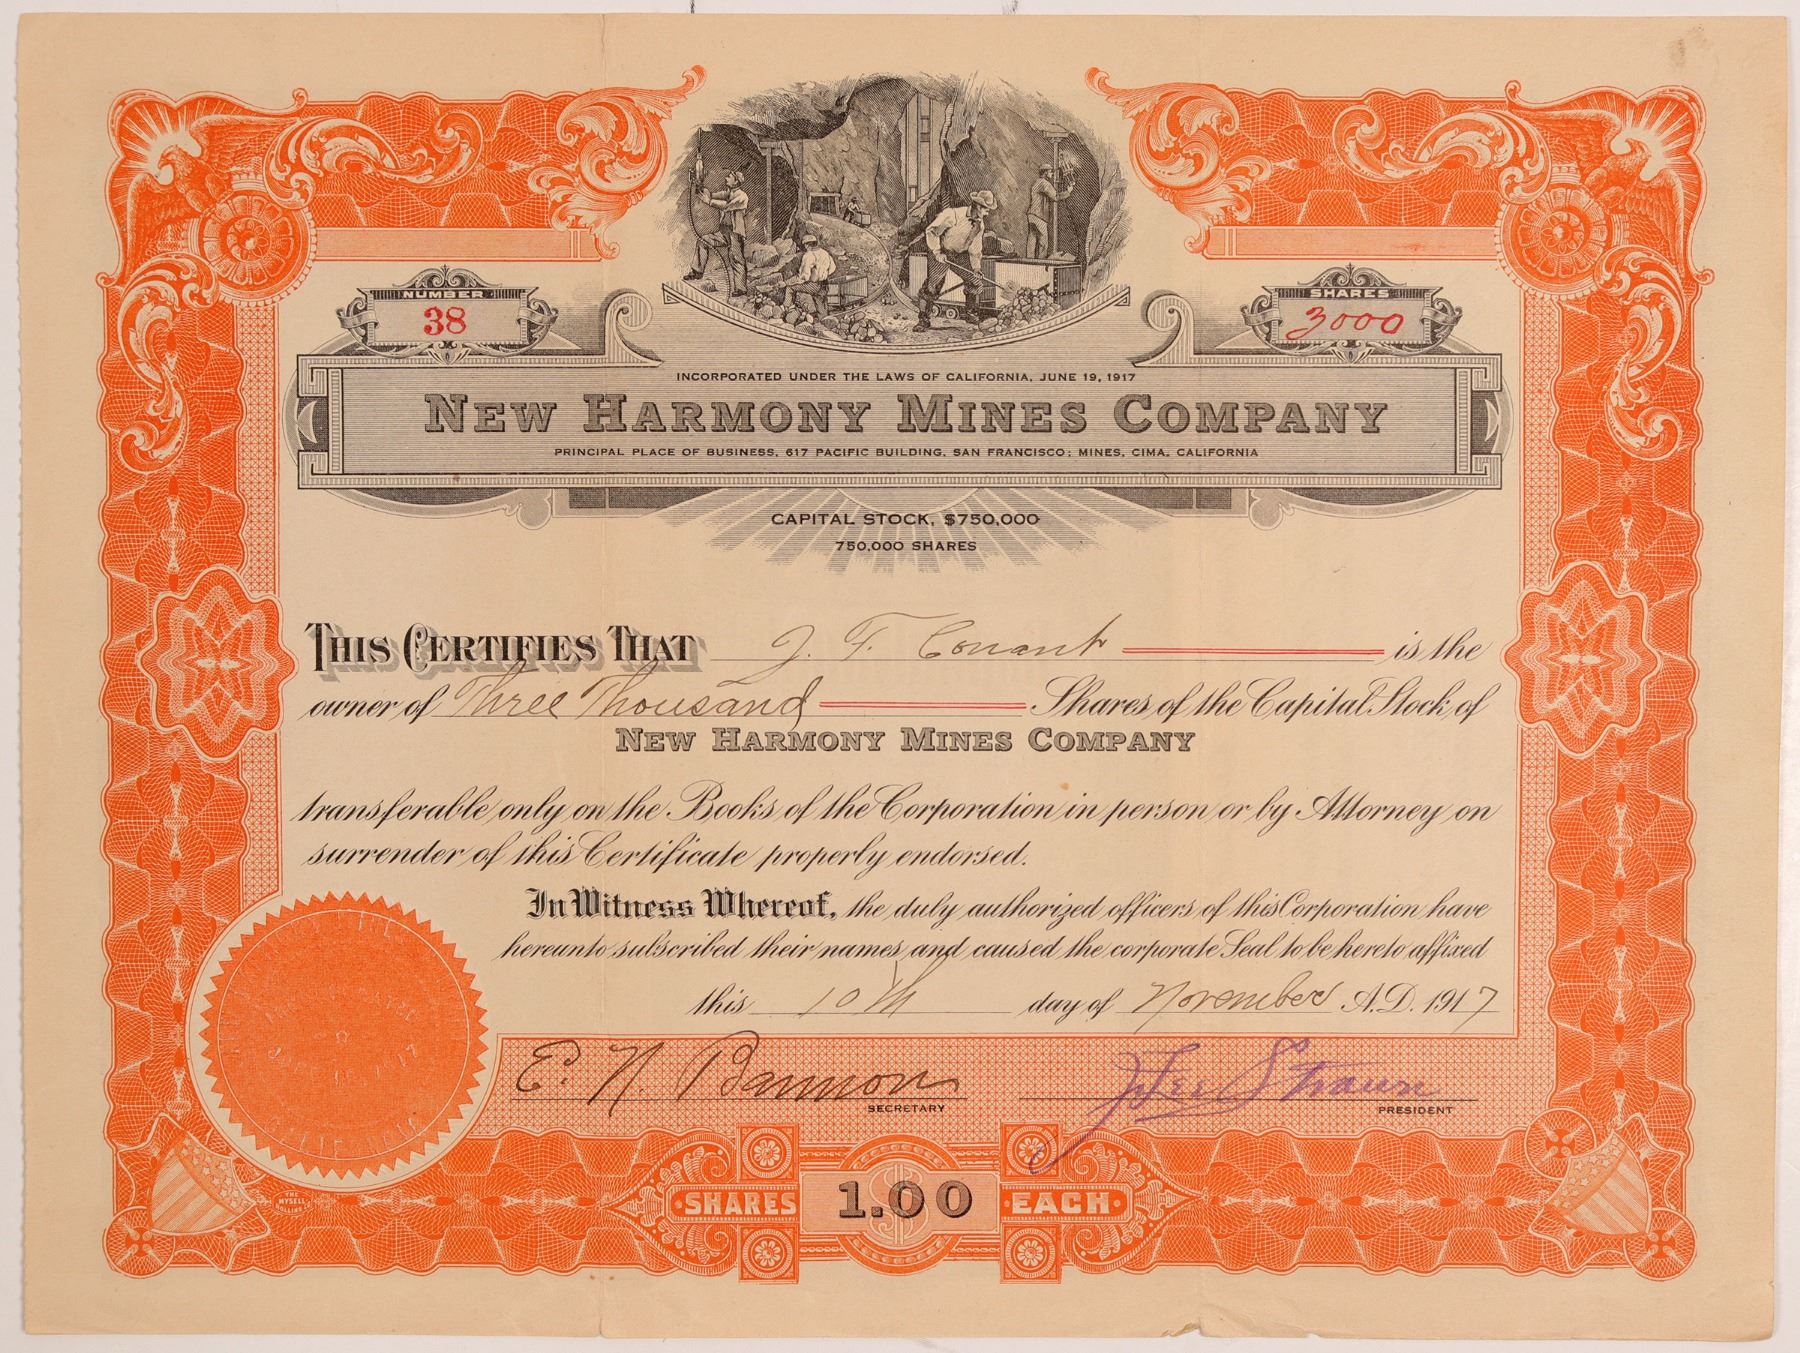 NUMBER
38
SHARES
3000
INCORPORATED UNDER THE LAWS OF CALIFORNIA, JUNE 19, 1917
NEW HARMONY MINES COMPANY
PRINCIPAL PLACE OF BUSINESS, 617 PACIFIC BUILDING, SAN FRANCISCO; MINES, CIMA, CALIFORNIA
CAPITAL STOCK, $750,000
750,000 SHARES
THIS CERTIFIES THAT J. F. Conant is the
owner of Three Thousand Shares of the Capital Stock of
NEW HARMONY MINES COMPANY
transferable only on the Books of the Corporation in person or by Attorney on
surrender of this Certificate properly endorsed.
In Witness Whereof, the duly authorized officers of this Corporation have
hereunto subscribed their names and caused the corporate Seal to be hereto affixed
this 10th day of November A.D. 1917
E. N. Bannon
SECRETARY
PRESIDENT
SHARES $1.00 EACH